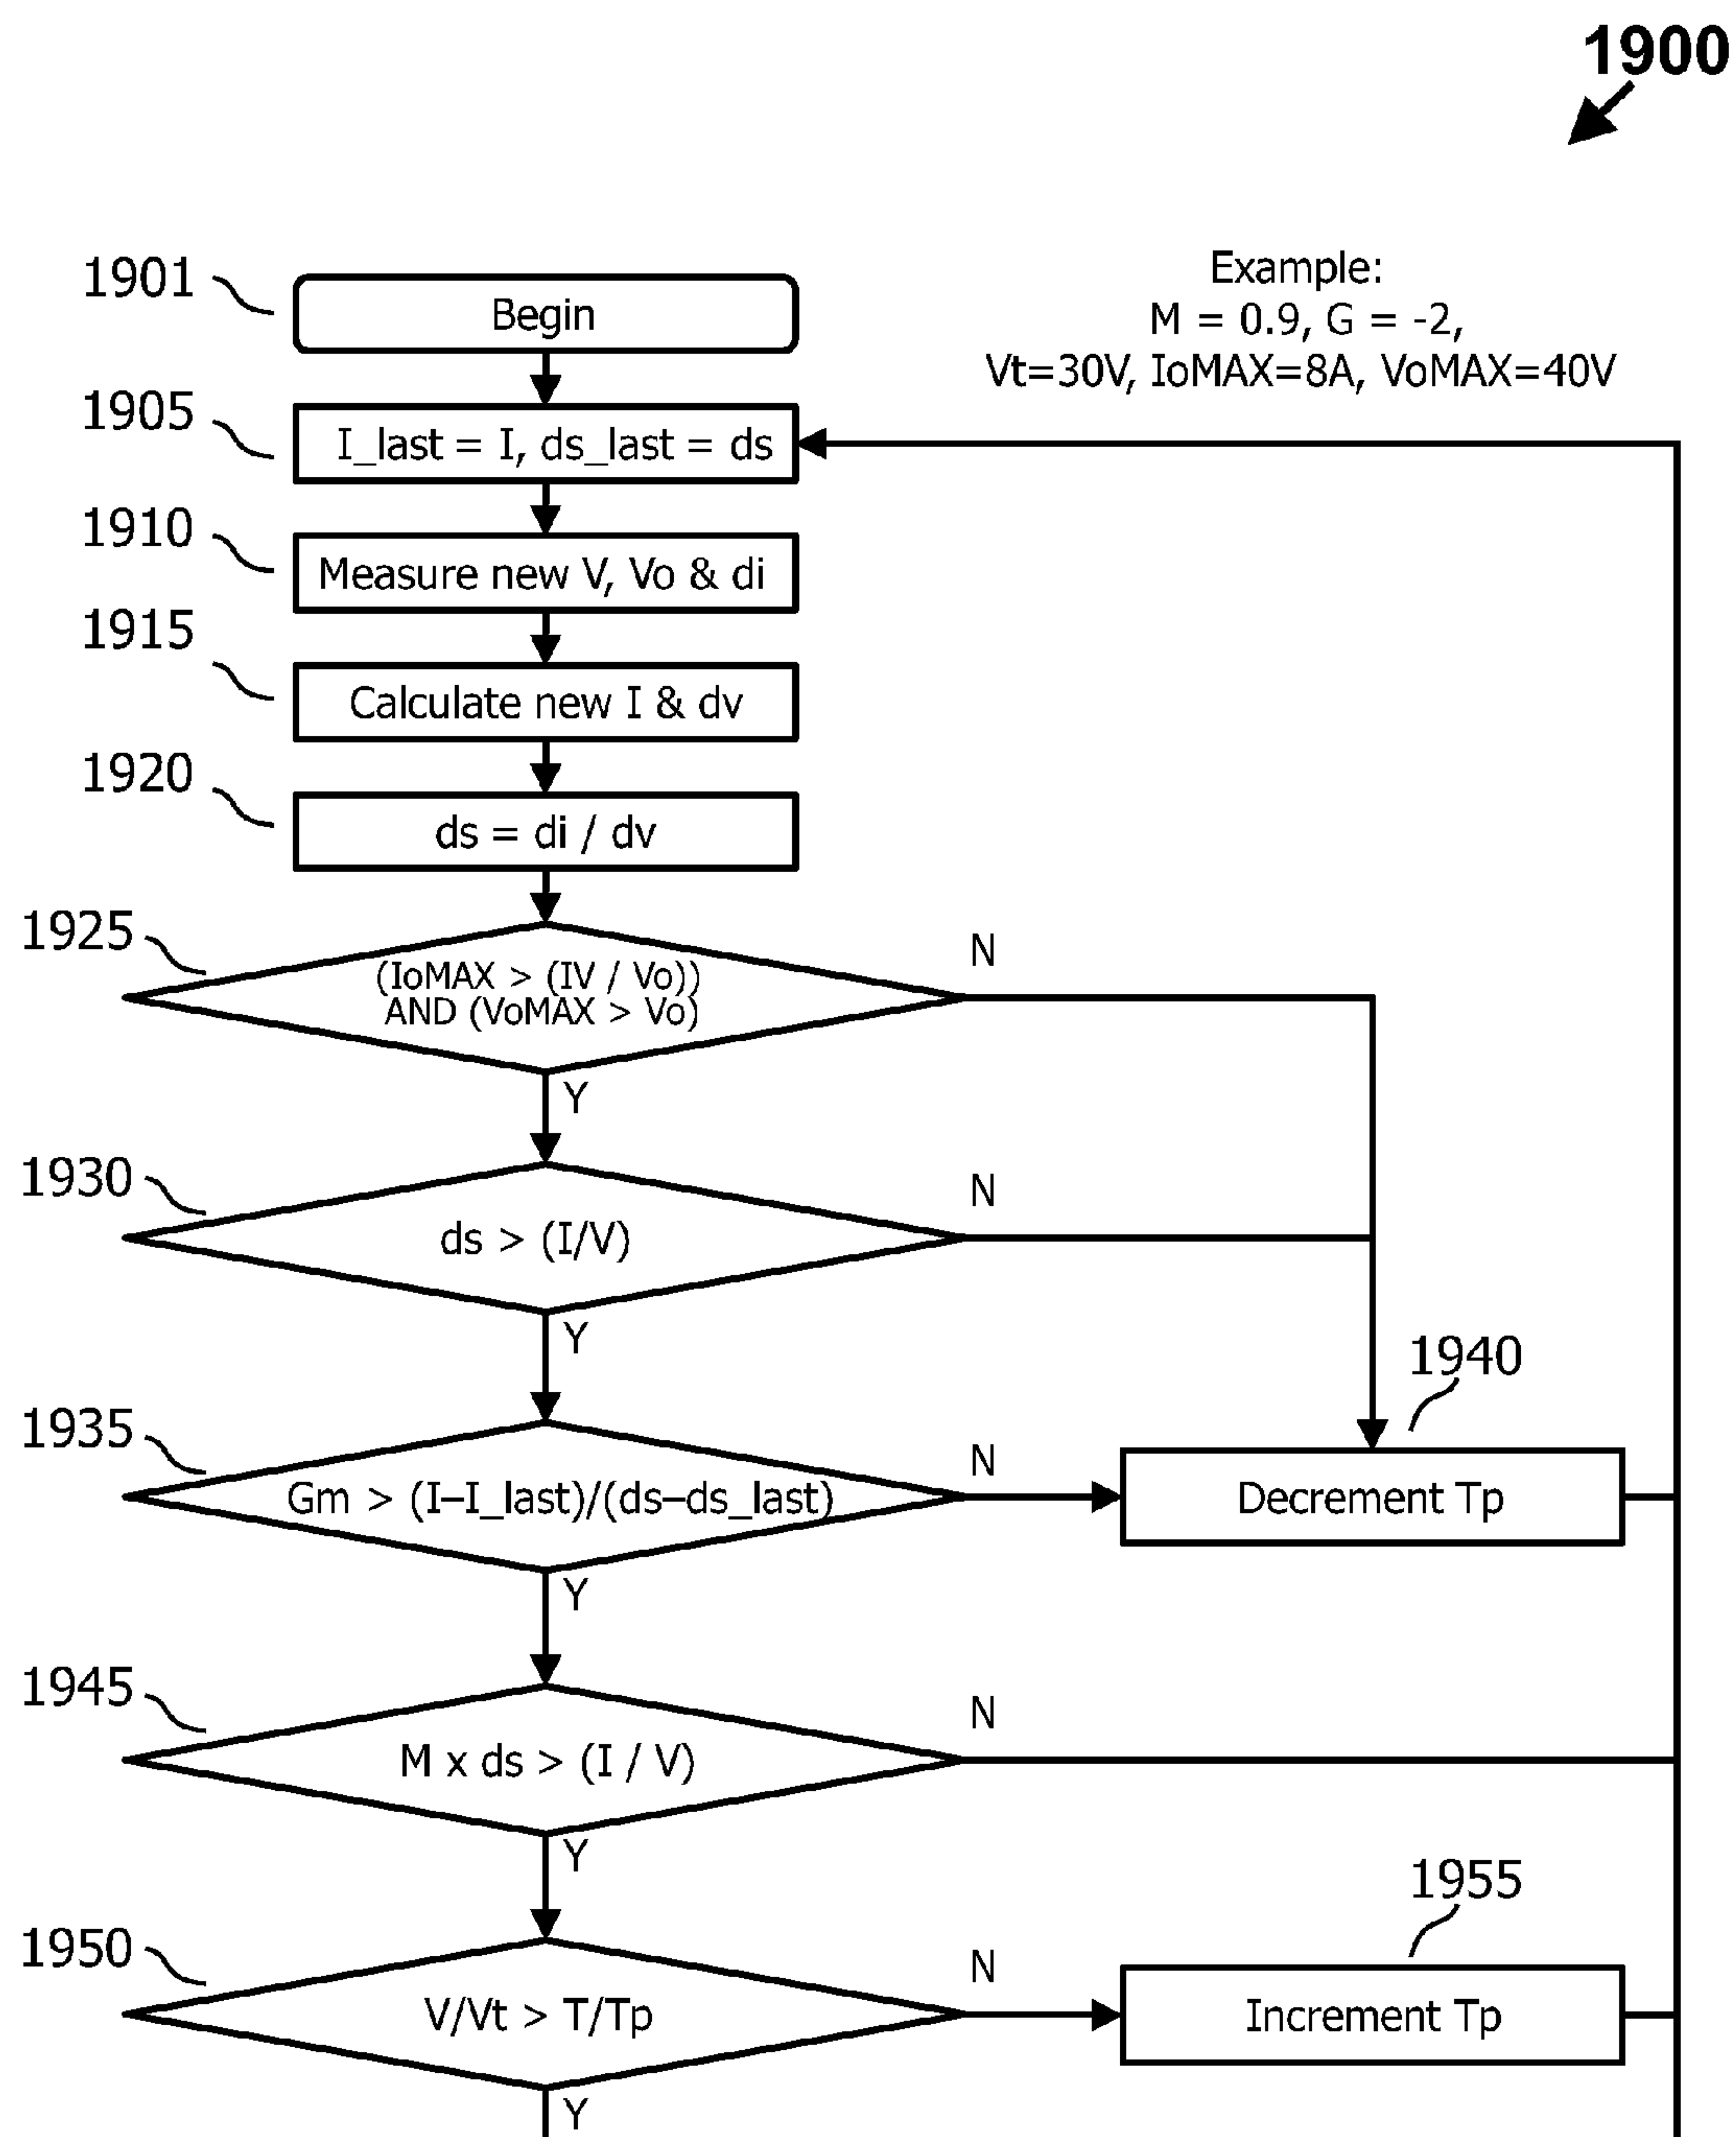 1900
Example:
M = 0.9, G = -2,
Vt=30V, IoMAX=8A, VoMAX=40V
1901
Begin
1905
I_last = I, ds_last = ds
1910
Measure new V, Vo & di
1915
Calculate new I & dv
1920
ds = di / dv
1925
(IoMAX > (IV / Vo))
AND (VoMAX > Vo)
N
Y
1930
ds > (I/V)
N
Y
1935
Gm > (I–I_last)/(ds–ds_last)
N
Y
1940
Decrement Tp
1945
M x ds > (I / V)
N
Y
1950
V/Vt > T/Tp
N
Y
1955
Increment Tp